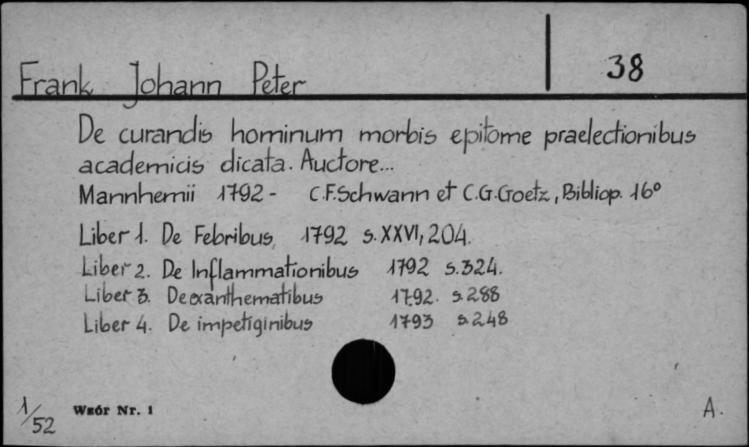 38
Frank Johann Peter
De curandis hominum morbis epitome praelectionibus
academicis dicata. Auctore...
Mannhemii 1792 - C.F.Schwann et C.G.Goetz, Bibliop. 16°
Liber 1. De Febribus, 1792 s. XXVI, 204.
Liber 2. De Inflammationibus 1792 s.324.
Liber 3. De exanthematibus 1792. s.288
Liber 4. De impetiginibus 1793 s.248
1/52 Wzór Nr. 1 A.